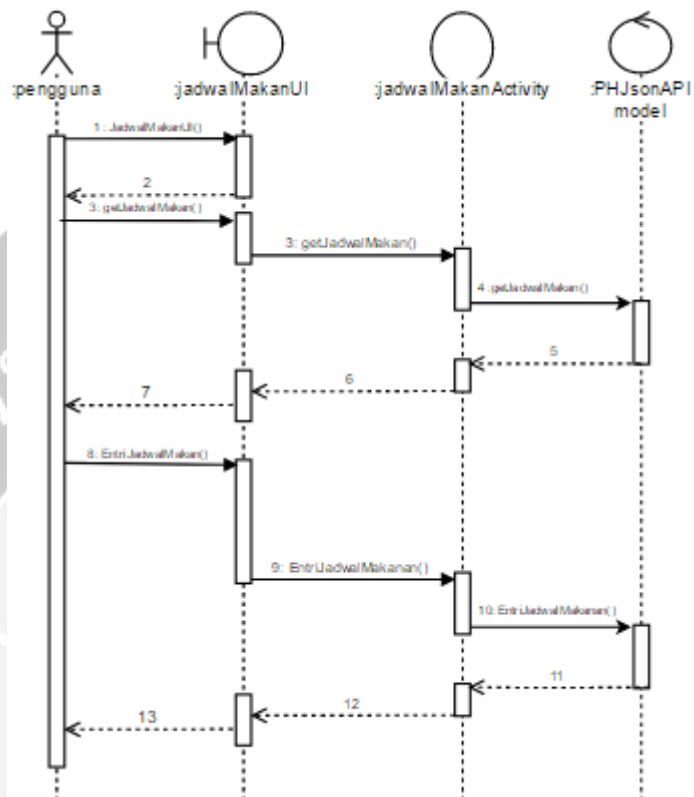 :pengguna
:jadwalMakanUI
:jadwalMakanActivity
:PHJsonAPI
model
1 : JadwalMakanUI()
2
3: getJadwalMakan()
3: getJadwalMakan()
4 :getJadwalMakan()
5
6
7
8: EntriJadwalMakan()
9: EntriJadwalMakanan()
10: EntriJadwalMakanan()
11
12
13